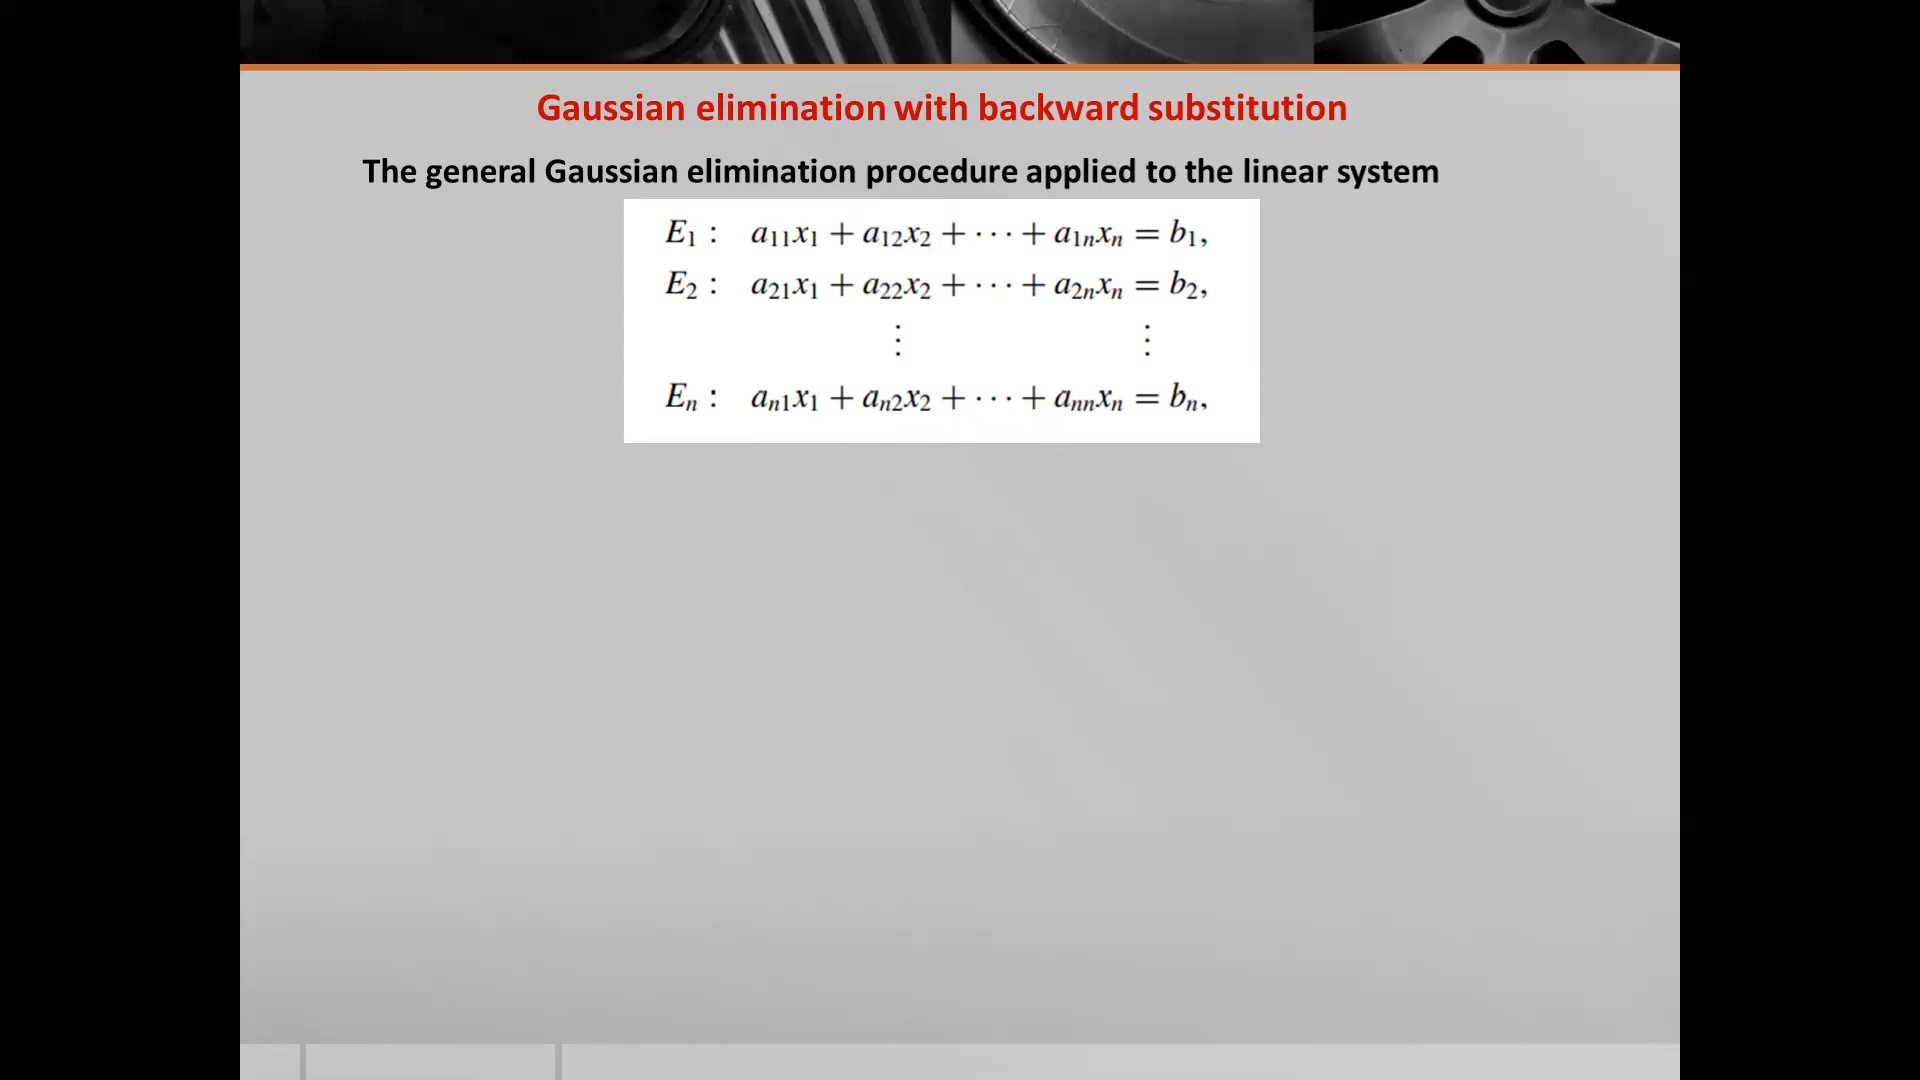 Gaussian elimination with backward substitution
The general Gaussian elimination procedure applied to the linear system
E₁ : a₁₁x₁ + a₁₂x₂ + ··· + a₁ₙxₙ = b₁,
E₂ : a₂₁x₁ + a₂₂x₂ + ··· + a₂ₙxₙ = b₂,
⋮ ⋮
Eₙ : aₙ₁x₁ + aₙ₂x₂ + ··· + aₙₙxₙ = bₙ,